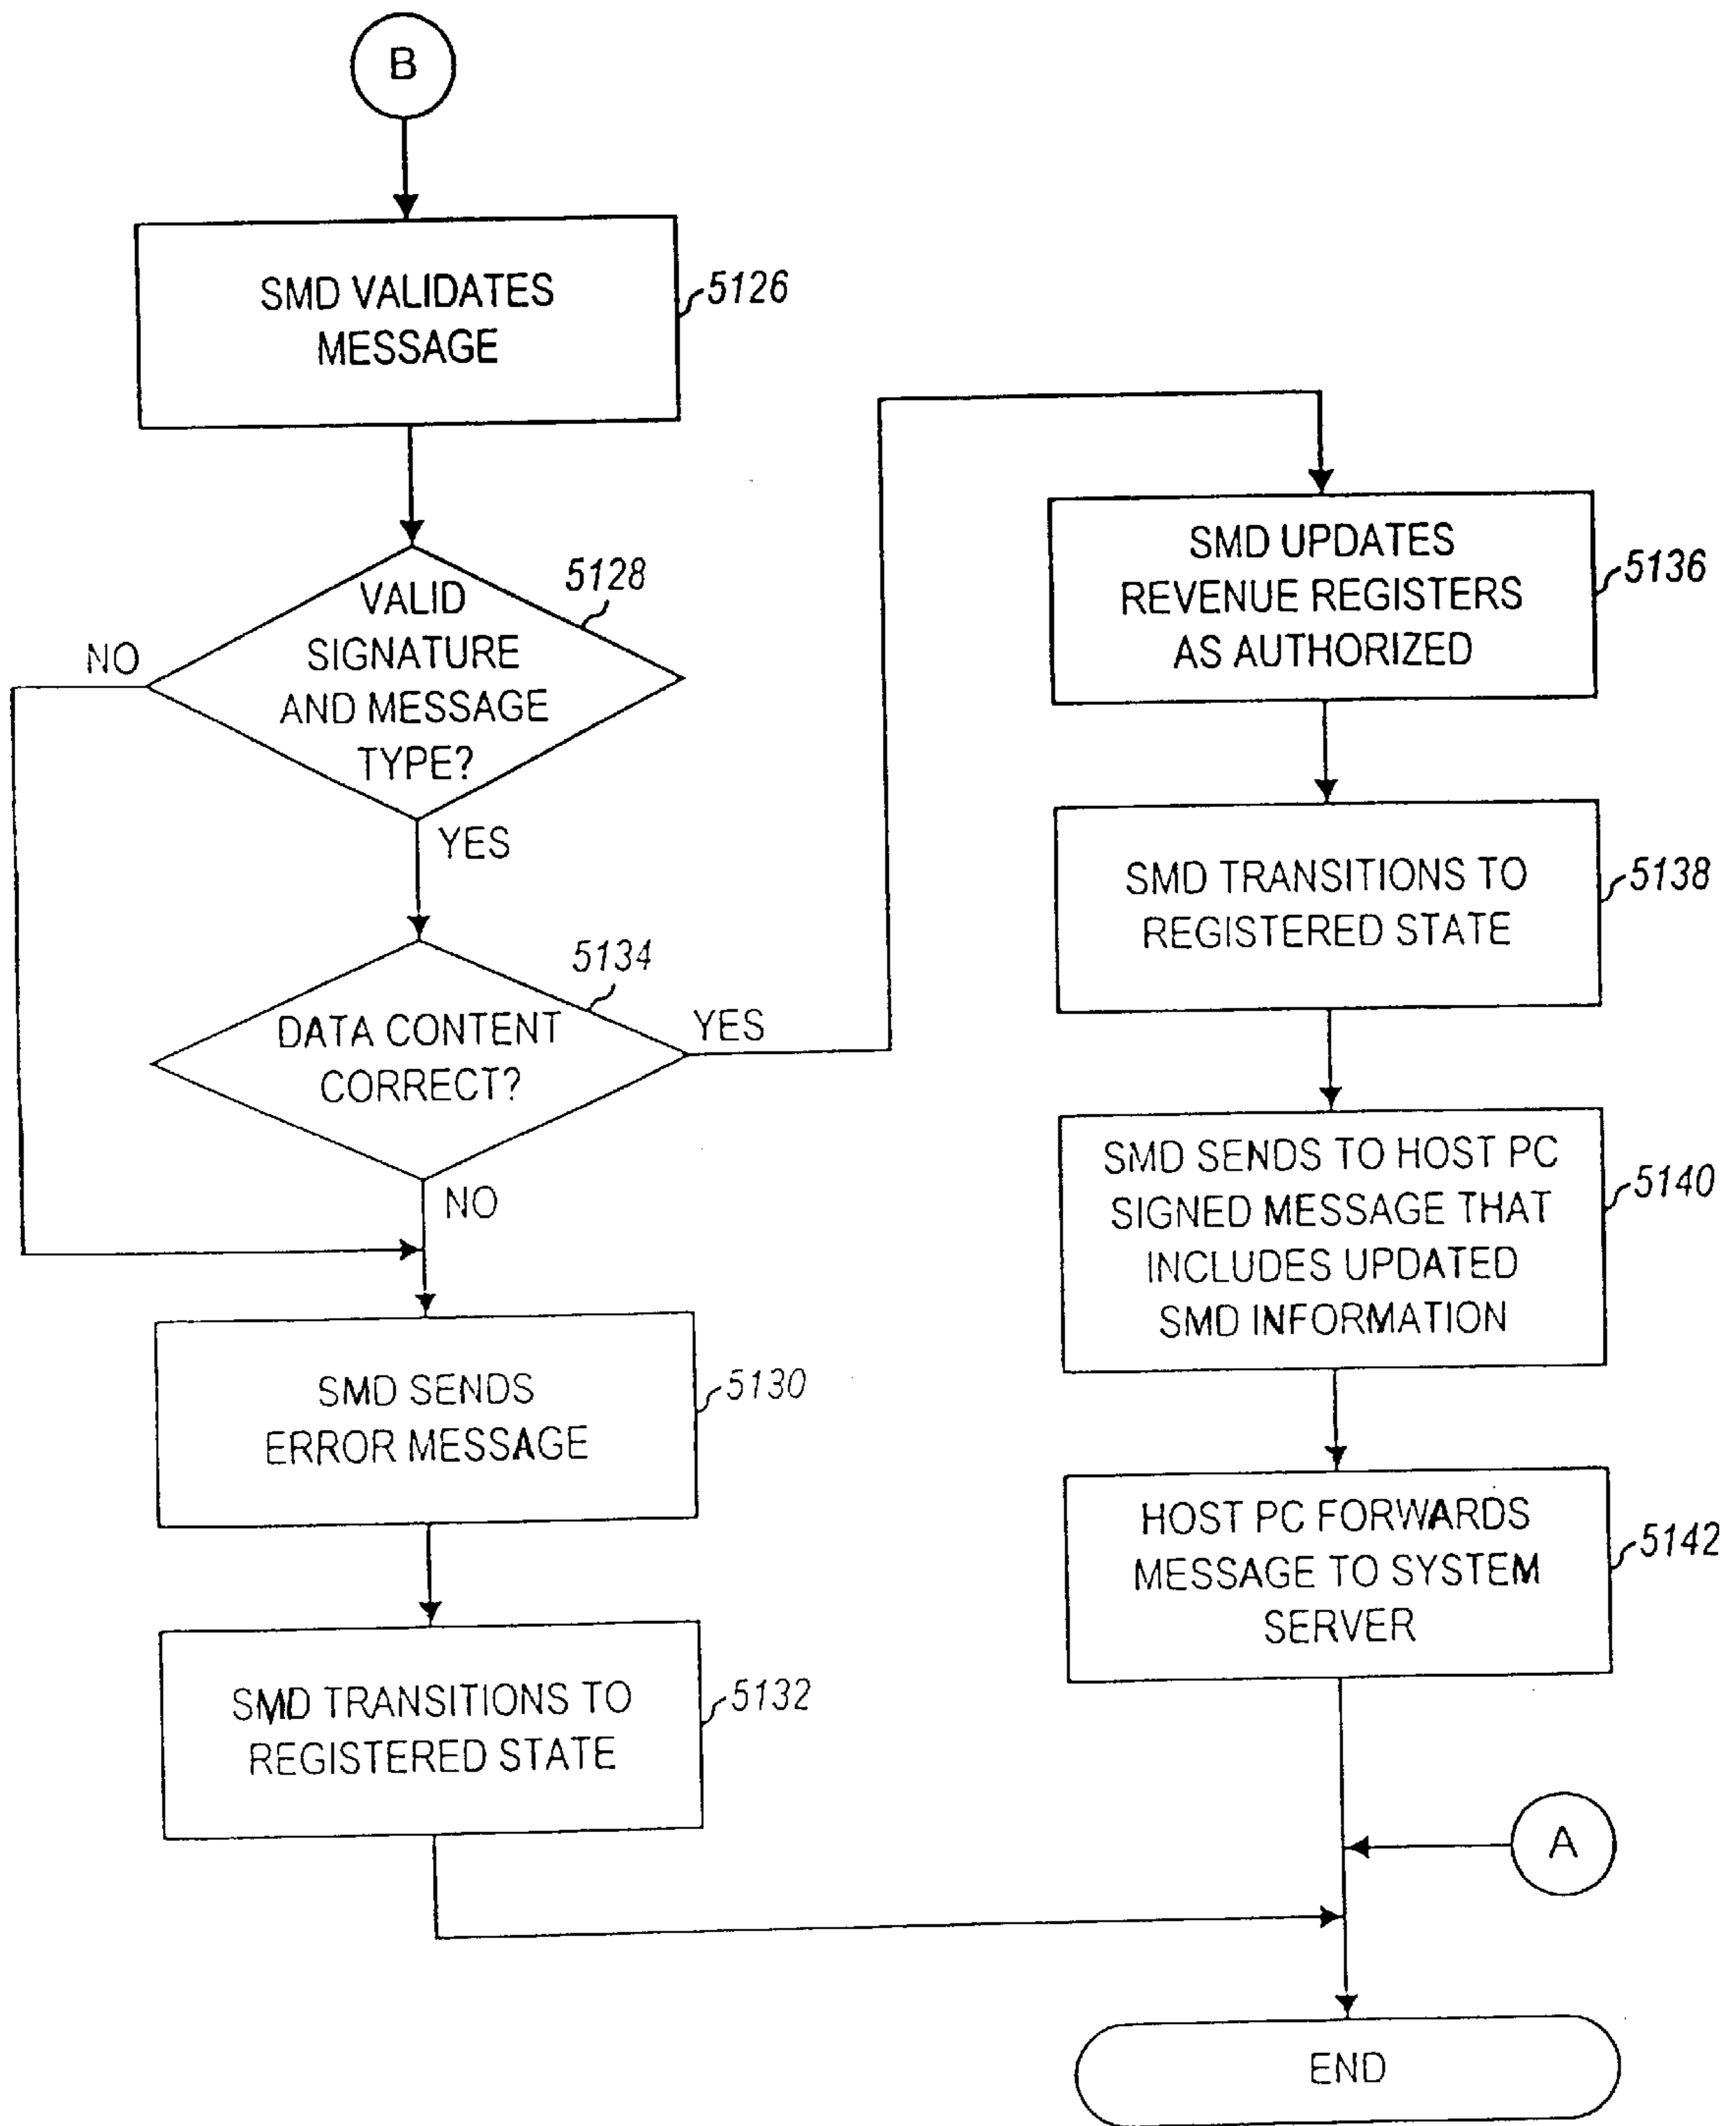 B
SMD VALIDATES
MESSAGE
5126
VALID
SIGNATURE
AND MESSAGE
TYPE?
5128
NO
YES
DATA CONTENT
CORRECT?
5134
YES
NO
SMD SENDS
ERROR MESSAGE
5130
SMD TRANSITIONS TO
REGISTERED STATE
5132
SMD UPDATES
REVENUE REGISTERS
AS AUTHORIZED
5136
SMD TRANSITIONS TO
REGISTERED STATE
5138
SMD SENDS TO HOST PC
SIGNED MESSAGE THAT
INCLUDES UPDATED
SMD INFORMATION
5140
HOST PC FORWARDS
MESSAGE TO SYSTEM
SERVER
5142
A
END